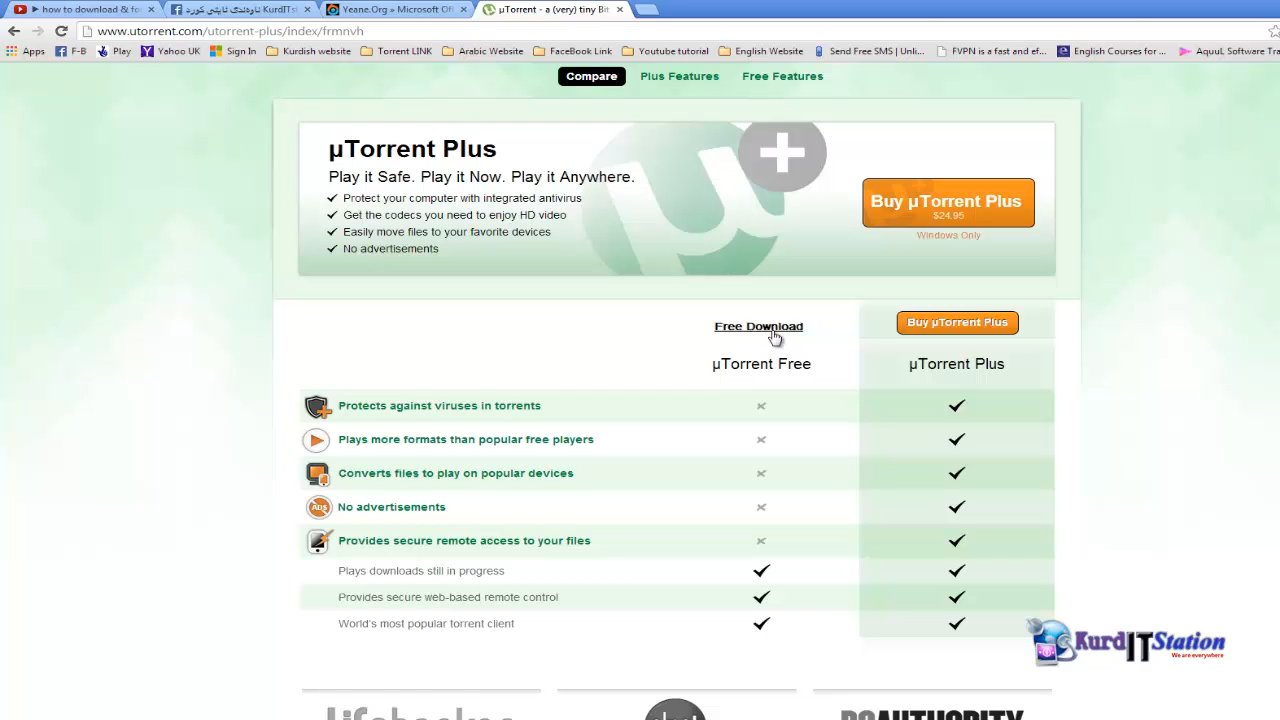 how to download & fo
تازه‌ی تایتی كورد KurdITst
Yeane.Org » Microsoft Of
µTorrent - a (very) tiny Bit
www.utorrent.com/utorrent-plus/index/frmnvh
Apps F-B Play Yahoo UK Sign In Kurdish website Torrent LINK Arabic Website FaceBook Link Youtube tutorial English Website Send Free SMS | Unli... FVPN is a fast and ef... English Courses for ... AquuL Software Tra
Compare Plus Features Free Features
µTorrent Plus
Play it Safe. Play it Now. Play it Anywhere.
Protect your computer with integrated antivirus
Get the codecs you need to enjoy HD video
Easily move files to your favorite devices
No advertisements
Buy µTorrent Plus
$24.95
Windows Only
Free Download Buy µTorrent Plus
µTorrent Free µTorrent Plus
Protects against viruses in torrents
Plays more formats than popular free players
Converts files to play on popular devices
ADS No advertisements
Provides secure remote access to your files
Plays downloads still in progress
Provides secure web-based remote control
World's most popular torrent client
KurdITStation
We are everywhere